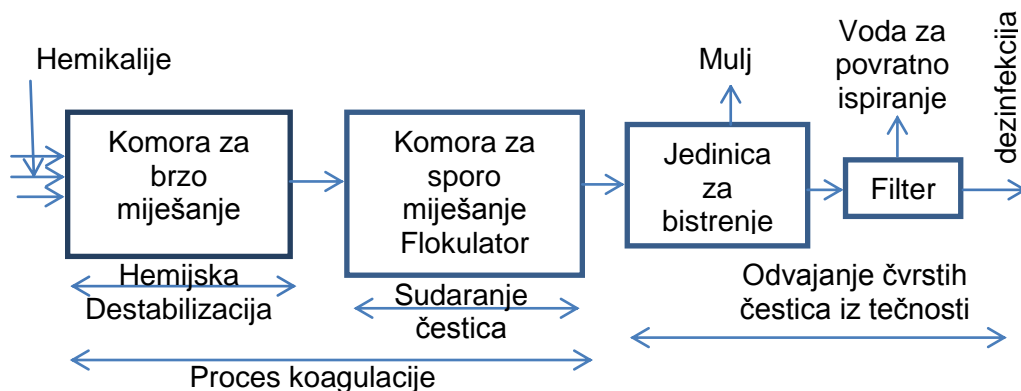 Hemikalije
Komora za
brzo
miješanje
Hemijska
Destabilizacija
Komora za
sporo
miješanje
Flokulator
Sudaranje
čestica
Proces koagulacije
Mulj
Jedinica
za
bistrenje
Voda za
povratno
ispiranje
Filter
dezinfekcija
Odvajanje čvrstih
čestica iz tečnosti